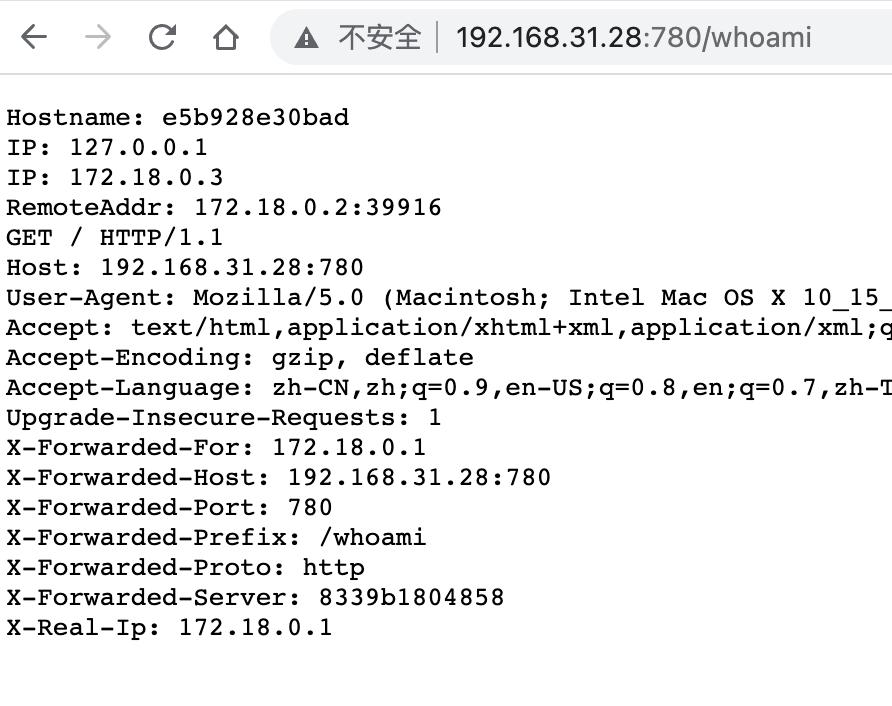 不安全 192.168.31.28:780/whoami
Hostname: e5b928e30bad
IP: 127.0.0.1
IP: 172.18.0.3
RemoteAddr: 172.18.0.2:39916
GET / HTTP/1.1
Host: 192.168.31.28:780
User-Agent: Mozilla/5.0 (Macintosh; Intel Mac OS X 10_15_
Accept: text/html,application/xhtml+xml,application/xml;q
Accept-Encoding: gzip, deflate
Accept-Language: zh-CN,zh;q=0.9,en-US;q=0.8,en;q=0.7,zh-T
Upgrade-Insecure-Requests: 1
X-Forwarded-For: 172.18.0.1
X-Forwarded-Host: 192.168.31.28:780
X-Forwarded-Port: 780
X-Forwarded-Prefix: /whoami
X-Forwarded-Proto: http
X-Forwarded-Server: 8339b1804858
X-Real-Ip: 172.18.0.1